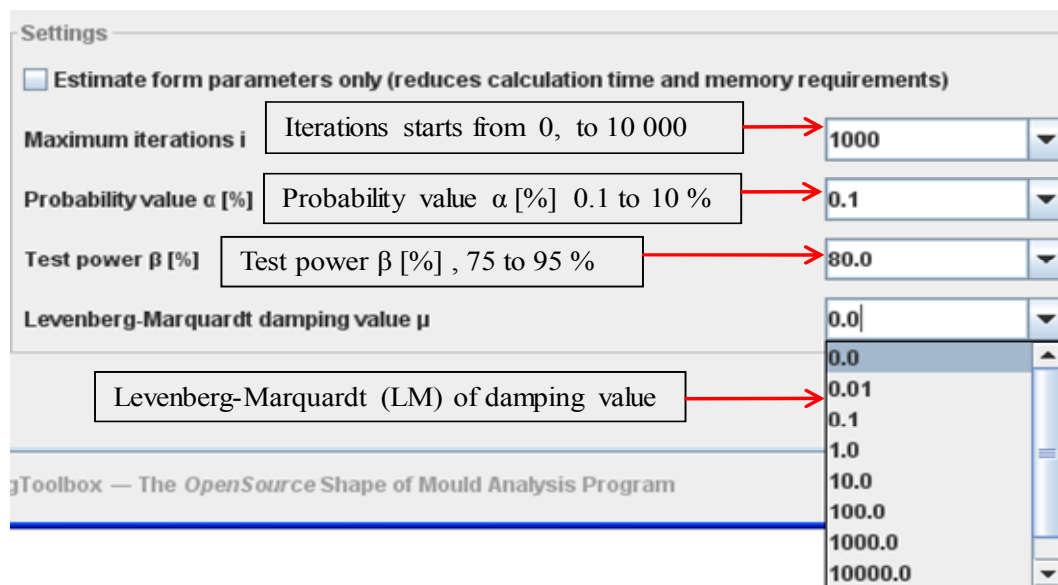 Settings
Estimate form parameters only (reduces calculation time and memory requirements)
Maximum iterations i
Iterations starts from 0, to 10 000
1000
Probability value α [%]
Probability value α [%] 0.1 to 10 %
0.1
Test power β [%]
Test power β [%] , 75 to 95 %
80.0
Levenberg-Marquardt damping value μ
0.0
0.0
Levenberg-Marquardt (LM) of damping value
0.01
0.1
1.0
10.0
gToolbox — The OpenSource Shape of Mould Analysis Program
100.0
1000.0
10000.0